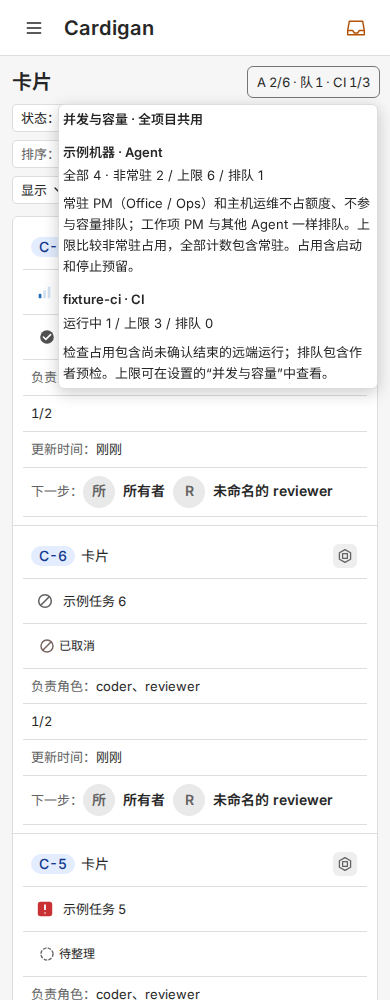 Cardigan
卡片
A 2/6 · 队 1 · CI 1/3
状态：
排序：
显示
并发与容量 · 全项目共用
示例机器 · Agent
全部 4 · 非常驻 2 / 上限 6 / 排队 1
常驻 PM（Office / Ops）和主机运维不占额度、不参
与容量排队；工作项 PM 与其他 Agent 一样排队。上
限比较非常驻占用，全部计数包含常驻。占用含启动
和停止预留。
fixture-ci · CI
运行中 1 / 上限 3 / 排队 0
检查占用包含尚未确认结束的远端运行；排队包含作
者预检。上限可在设置的“并发与容量”中查看。
C-
负责
1/2
更新时间：刚刚
下一步：所 所有者 R 未命名的 reviewer
C-6 卡片
示例任务 6
已取消
负责角色：coder、reviewer
1/2
更新时间：刚刚
下一步：所 所有者 R 未命名的 reviewer
C-5 卡片
示例任务 5
待整理
负责角色：coder、reviewer